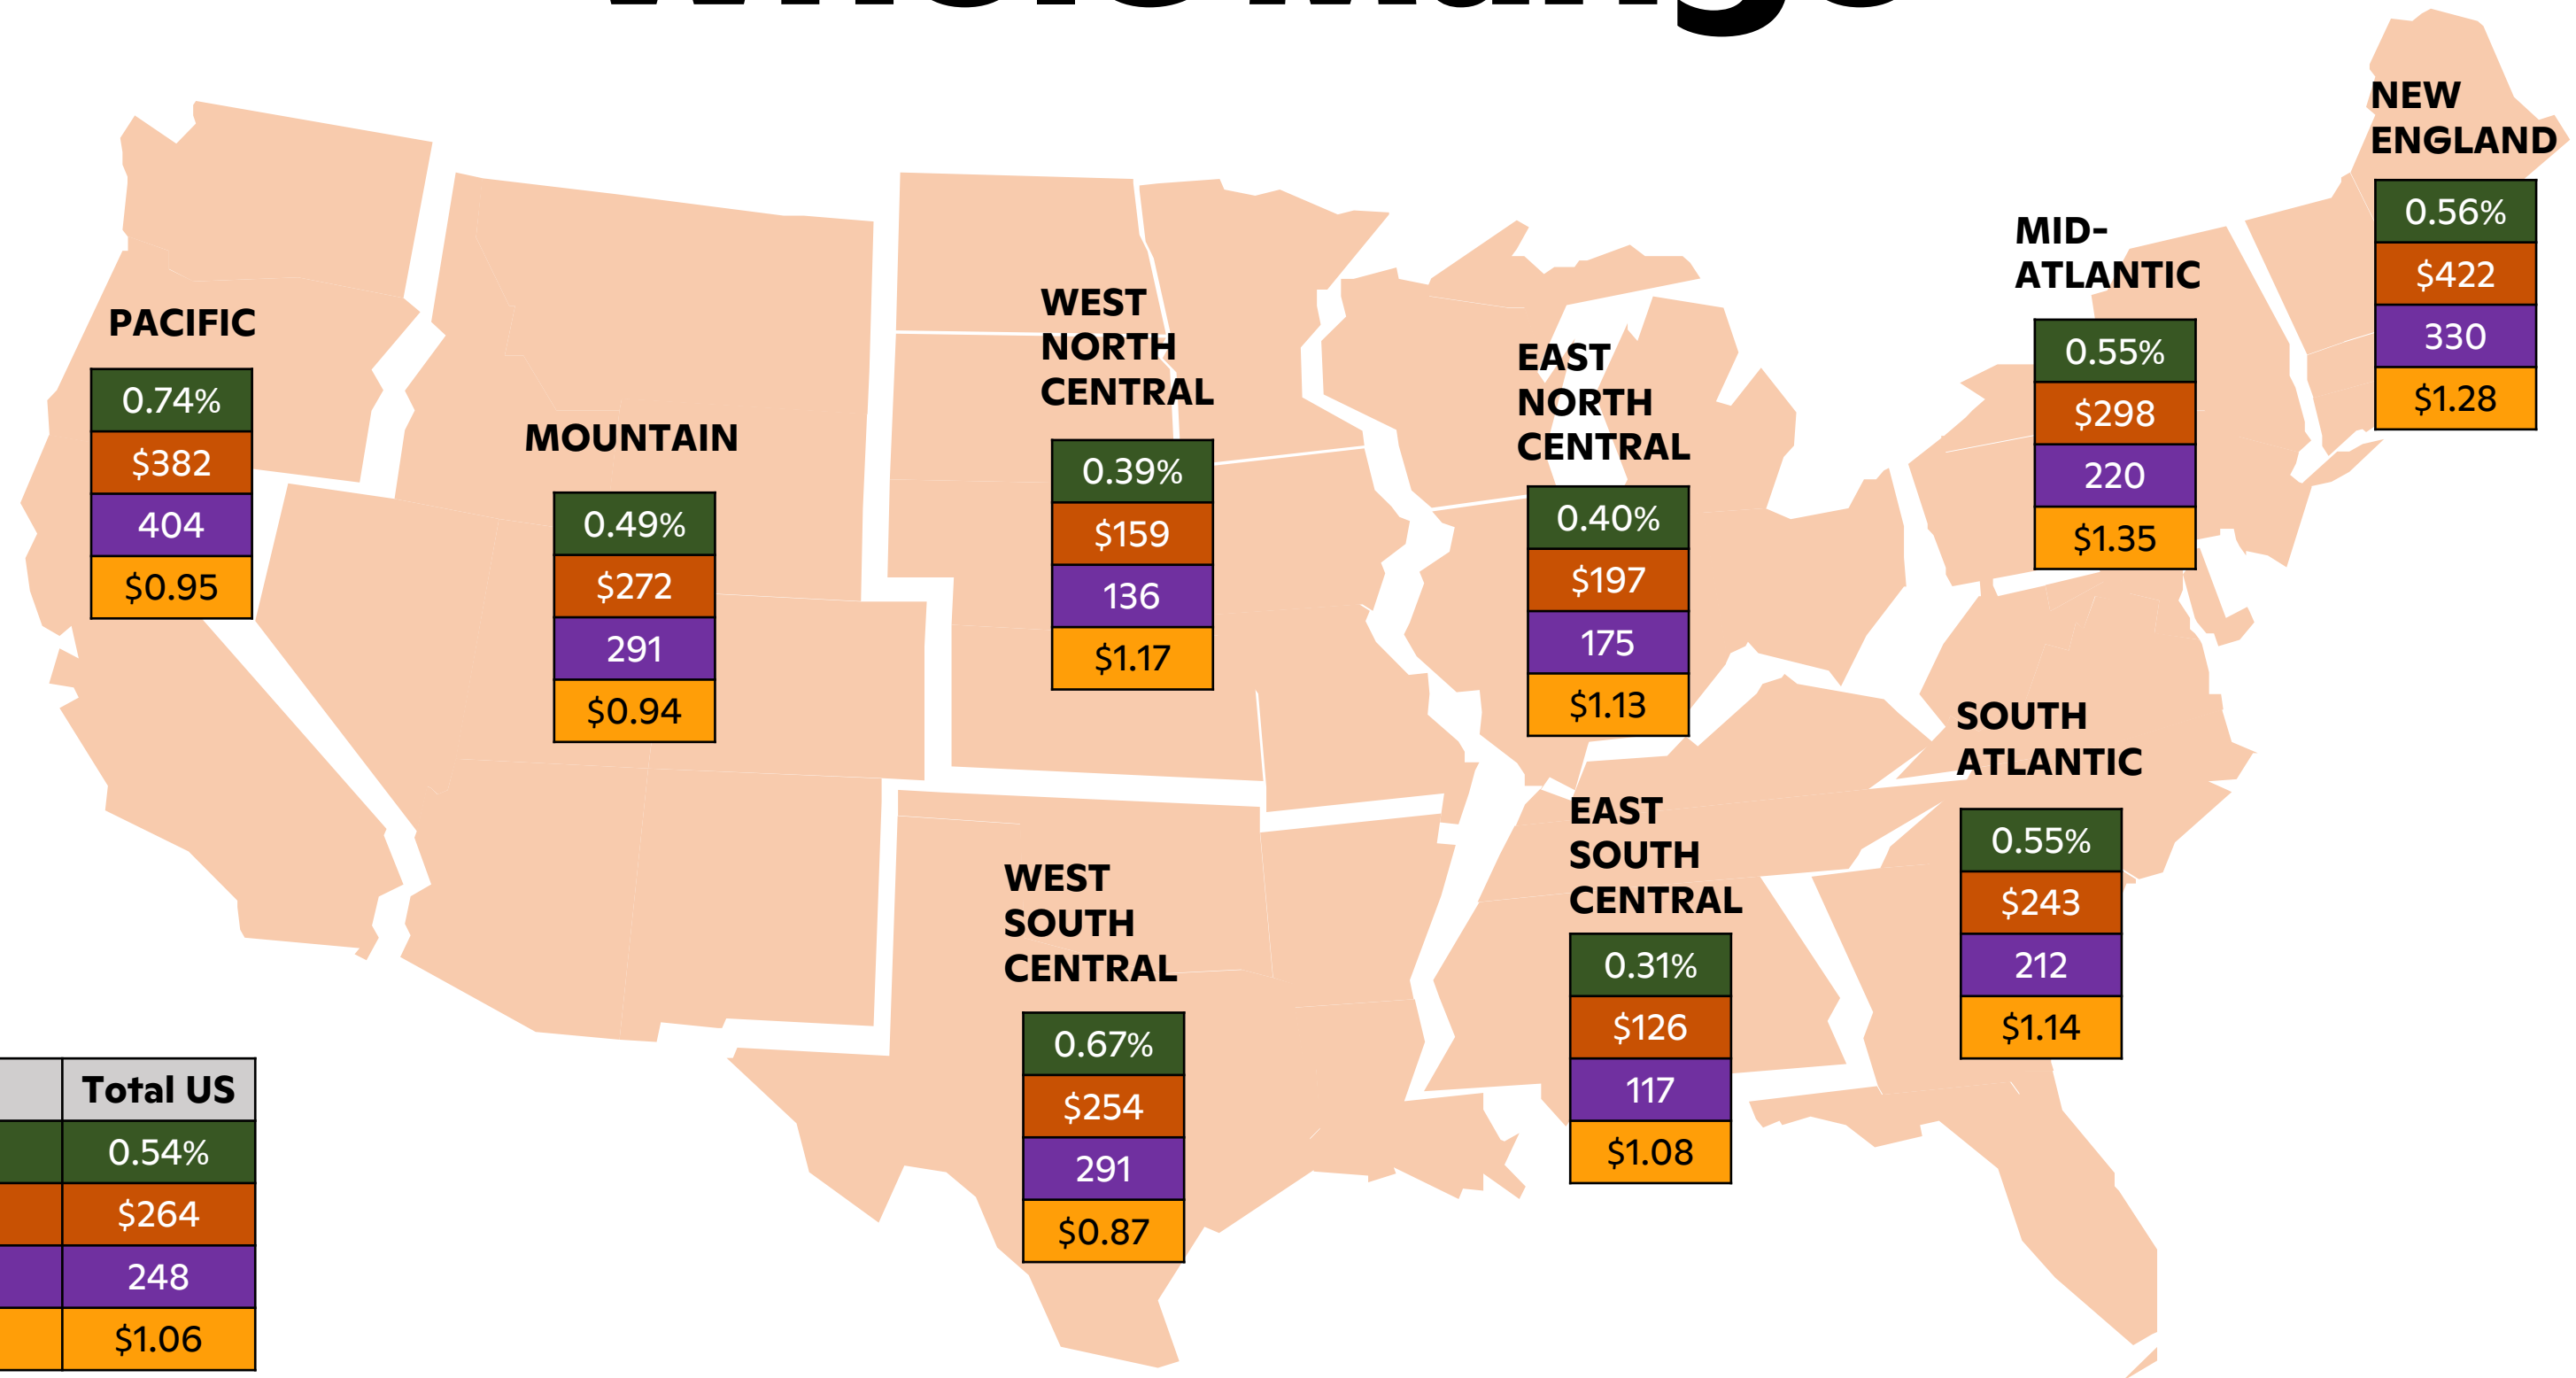 NEW
ENGLAND
0.56%
$422
330
$1.28
MID-
ATLANTIC
0.55%
$298
220
$1.35
PACIFIC
0.74%
$382
404
$0.95
WEST
NORTH
CENTRAL
0.39%
$159
136
$1.17
EAST
NORTH
CENTRAL
0.40%
$197
175
$1.13
MOUNTAIN
0.49%
$272
291
$0.94
SOUTH
ATLANTIC
0.55%
$243
212
$1.14
EAST
SOUTH
CENTRAL
0.31%
$126
117
$1.08
WEST
SOUTH
CENTRAL
0.67%
$254
291
$0.87
Total US
0.54%
$264
248
$1.06